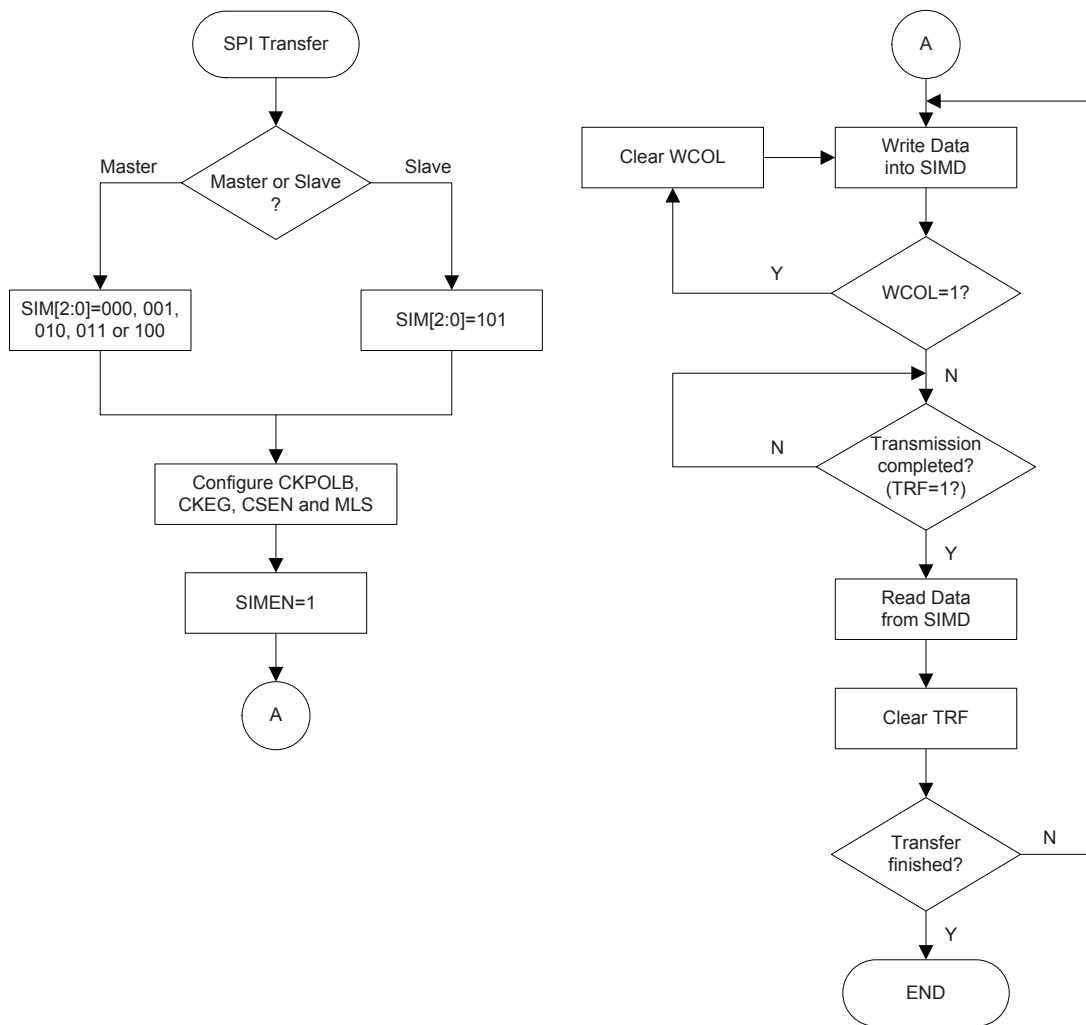 SPI Transfer
Master
Master or Slave
?
Slave
SIM[2:0]=000, 001,
010, 011 or 100
SIM[2:0]=101
Configure CKPOLB,
CKEG, CSEN and MLS
SIMEN=1
A
A
Clear WCOL
Write Data
into SIMD
Y
WCOL=1?
N
N
Transmission
completed?
(TRF=1?)
Y
Read Data
from SIMD
Clear TRF
Transfer
finished?
N
Y
END